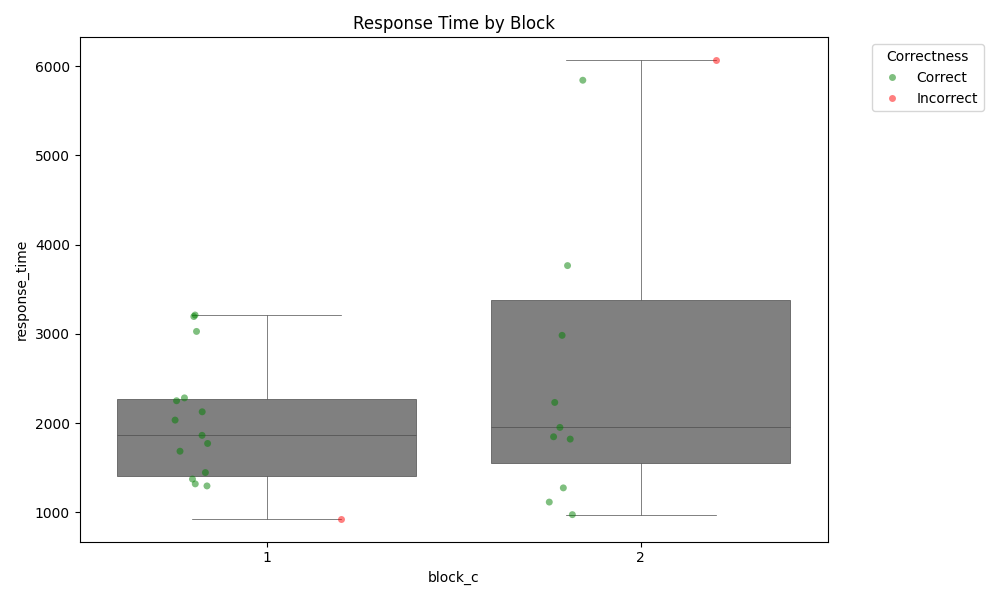 Response Time by Block
Correctness
Correct
Incorrect
response_time
6000
5000
4000
3000
2000
1000
1
2
block_c